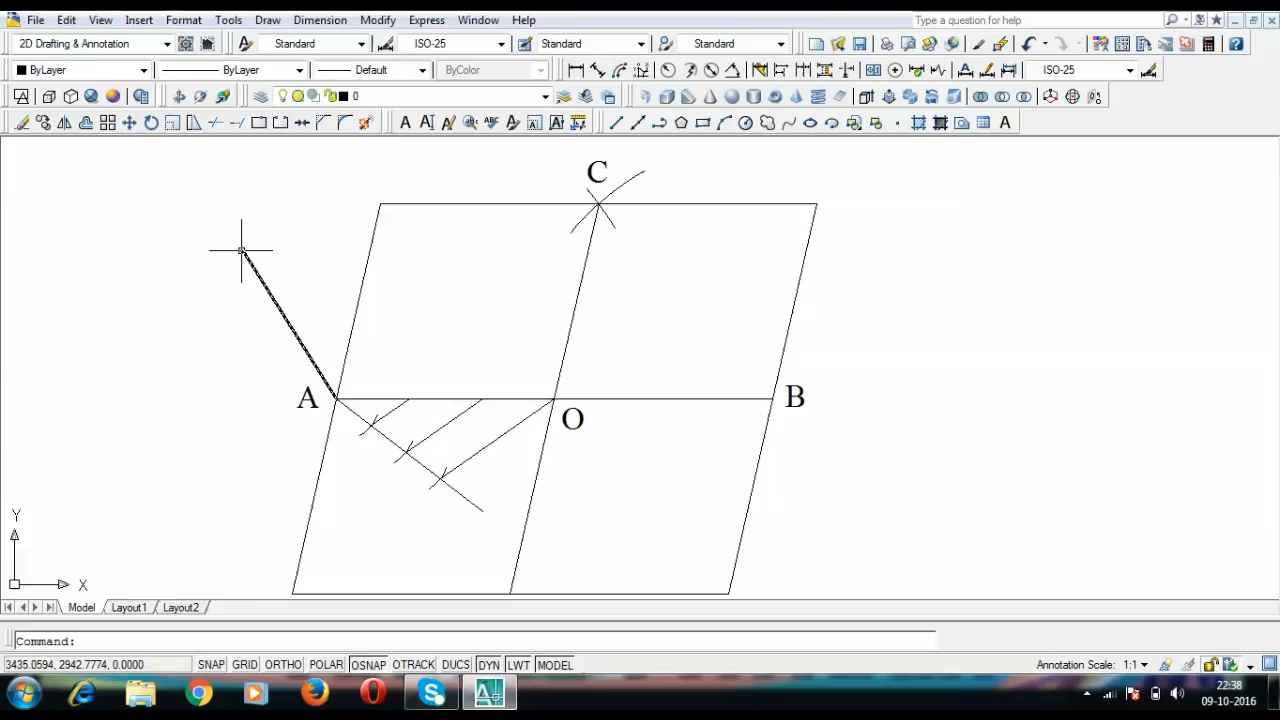 File Edit View Insert Format Tools Draw Dimension Modify Express Window Help Type a question for help
2D Drafting & Annotation Standard ISO-25 Standard Standard
ByLayer ByLayer Default ByColor ISO-25
0
C
A
B
O
Y
X
Model Layout1 Layout2
Command:
3435.0594, 2942.7774, 0.0000 SNAP GRID ORTHO POLAR OSNAP OTRACK DUCS DYN LWT MODEL Annotation Scale: 1:1
22:38
09-10-2016